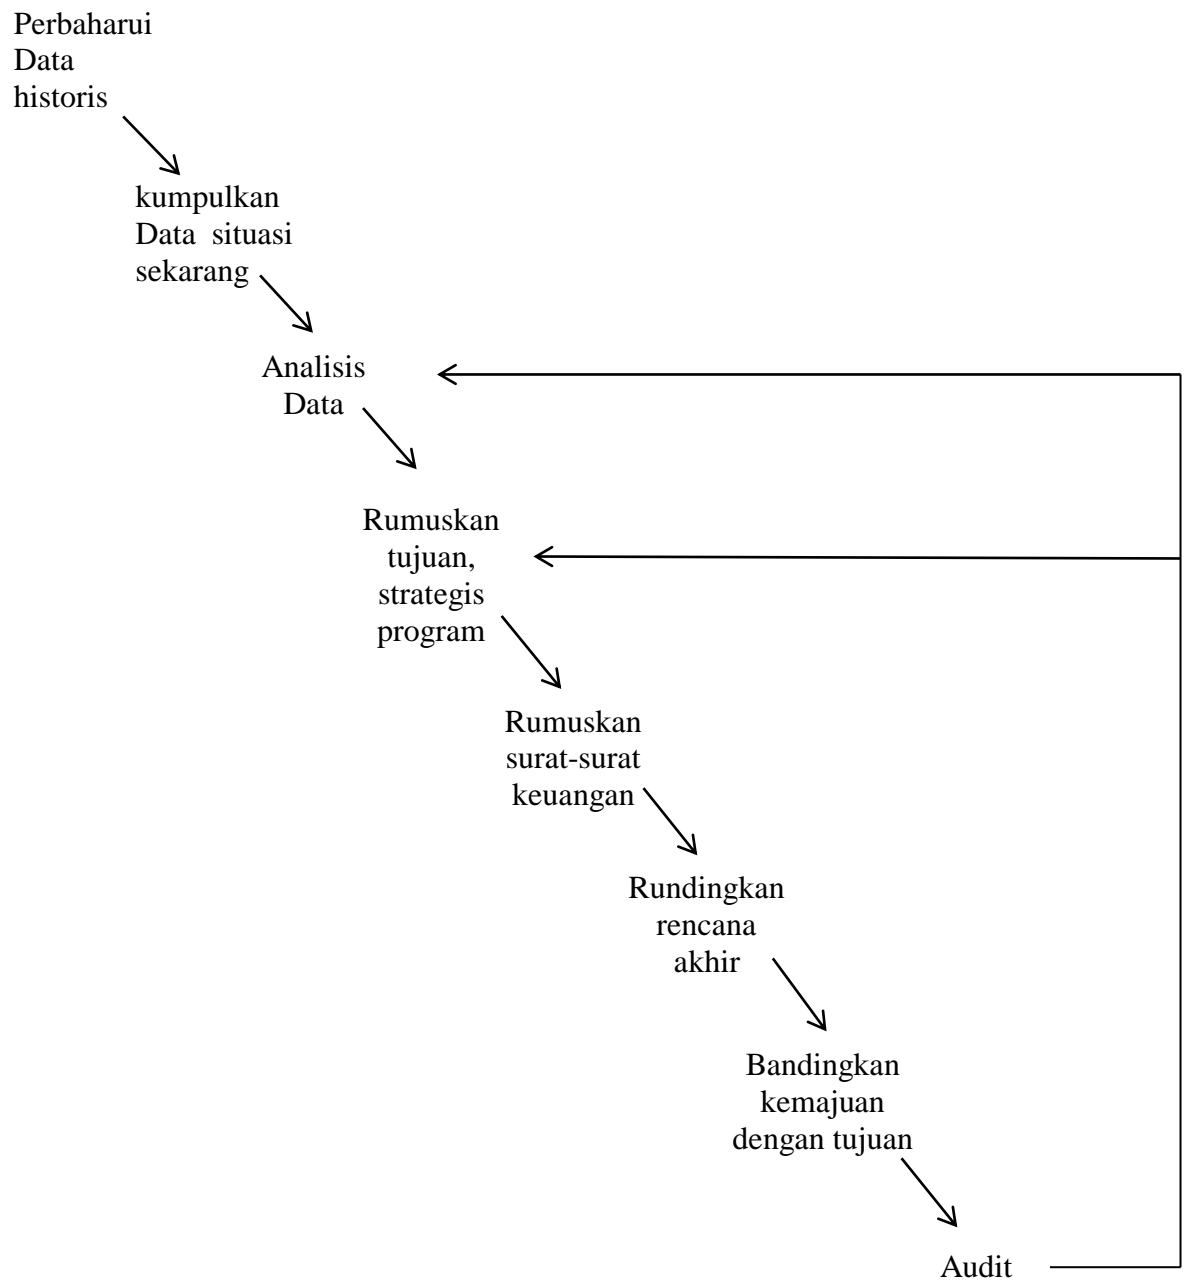 Perbaharui
Data
historis
kumpulkan
Data situasi
sekarang
Analisis
Data
Rumuskan
tujuan,
strategis
program
Rumuskan
surat-surat
keuangan
Rundingkan
rencana
akhir
Bandingkan
kemajuan
dengan tujuan
Audit